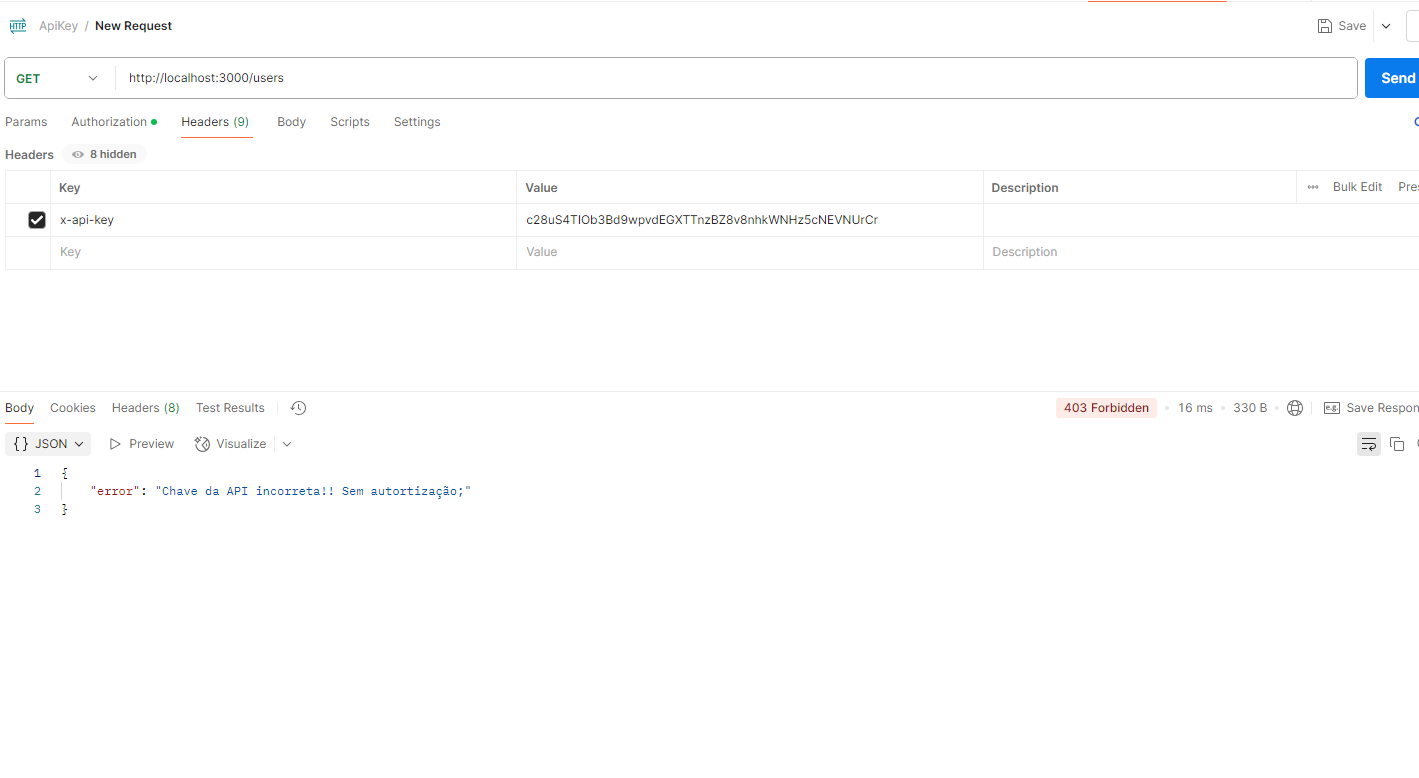 HTTP ApiKey / New Request Save
GET http://localhost:3000/users Send
Params Authorization Headers (9) Body Scripts Settings
Headers 8 hidden
Key Value Description Bulk Edit
x-api-key c28uS4TIOb3Bd9wpvdEGXTTnzBZ8v8nhkWNHz5cNEVNUrCr
Key Value Description
Body Cookies Headers (8) Test Results 403 Forbidden • 16 ms • 330 B • e.g. Save Respon
{} JSON Preview Visualize
1 {
2 "error": "Chave da API incorreta!! Sem autortização;"
3 }